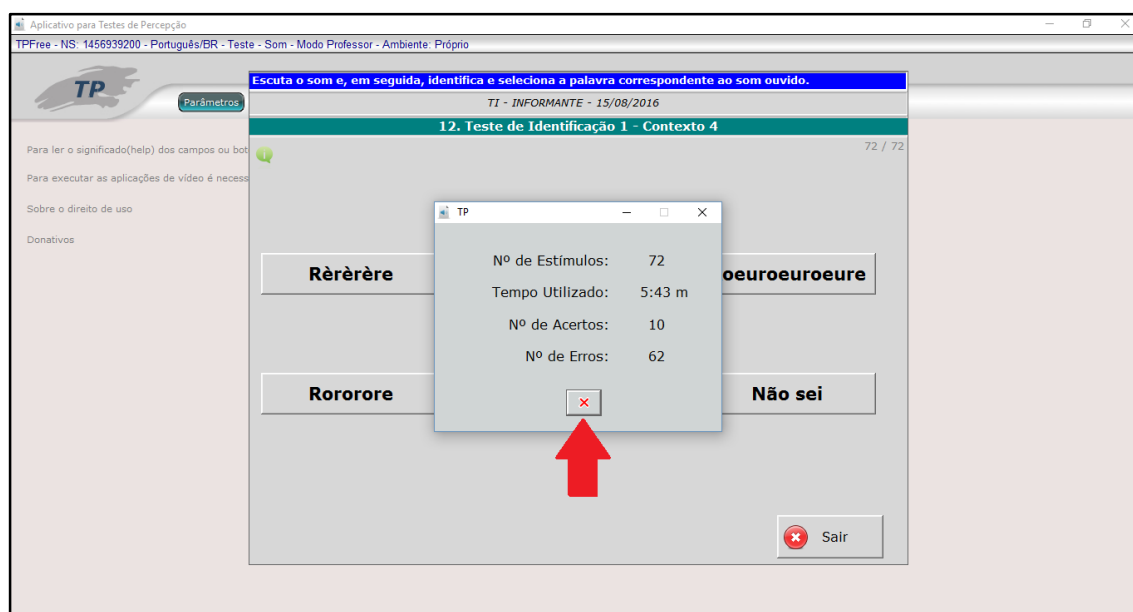 Aplicativo para Testes de Percepção
TPFree - NS: 1456939200 - Português/BR - Teste - Som - Modo Professor - Ambiente: Próprio
TP
Parâmetros
Escuta o som e, em seguida, identifica e seleciona a palavra correspondente ao som ouvido.
TI - INFORMANTE - 15/08/2016
12. Teste de Identificação 1 - Contexto 4
72 / 72
Para ler o significado(help) dos campos ou bot
Para executar as aplicações de vídeo é necess
Sobre o direito de uso
Donativos
TP
Nº de Estímulos: 72
Tempo Utilizado: 5:43 m
Nº de Acertos: 10
Nº de Erros: 62
Rèrèrère
oeuroeuroeure
Rororore
Não sei
Sair